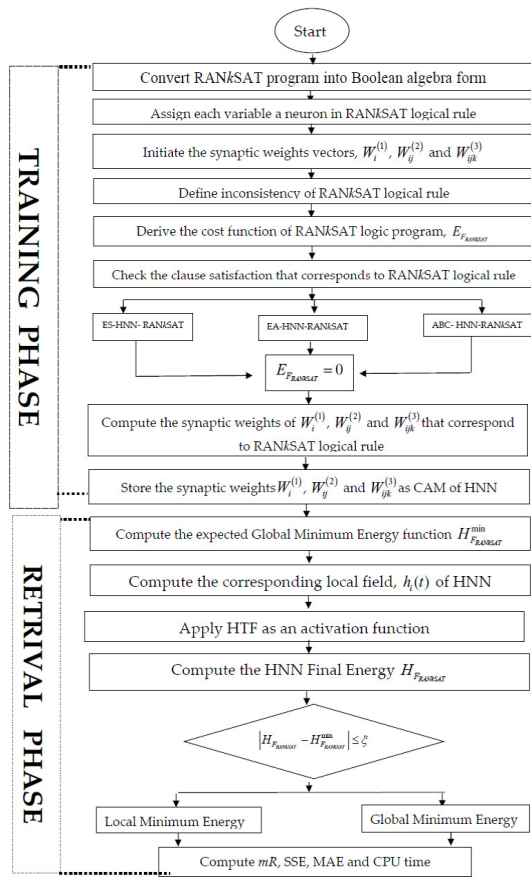 Start
TRAINING PHASE
Convert RANkSAT program into Boolean algebra form
Assign each variable a neuron in RANkSAT logical rule
Initiate the synaptic weights vectors, W_i^(1), W_ij^(2) and W_ijk^(3)
Define inconsistency of RANkSAT logical rule
Derive the cost function of RANkSAT logic program, E_F_RANkSAT
Check the clause satisfaction that corresponds to RANkSAT logical rule
ES-HNN- RANkSAT
EA-HNN-RANkSAT
ABC- HNN-RANkSAT
E_F_RANkSAT = 0
Compute the synaptic weights of W_i^(1), W_ij^(2) and W_ijk^(3) that correspond
to RANkSAT logical rule
Store the synaptic weights W_i^(1), W_ij^(2) and W_ijk^(3) as CAM of HNN
RETRIVAL PHASE
Compute the expected Global Minimum Energy function H_F_RANkSAT^min
Compute the corresponding local field, h_i(t) of HNN
Apply HTF as an activation function
Compute the HNN Final Energy H_F_RANkSAT
|H_F_RANkSAT − H_F_RANkSAT^min| ≤ ξ
Local Minimum Energy
Global Minimum Energy
Compute mR, SSE, MAE and CPU time